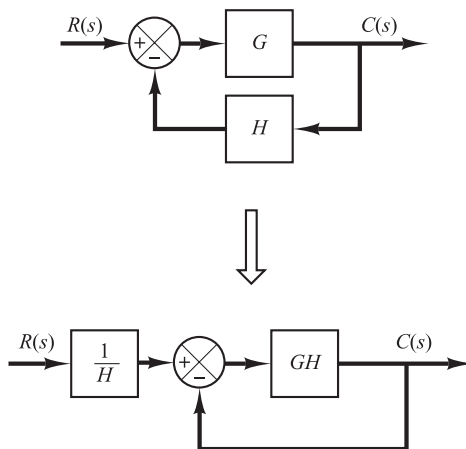 R(s) + − G C(s)
H
R(s) 1/H + − GH C(s)